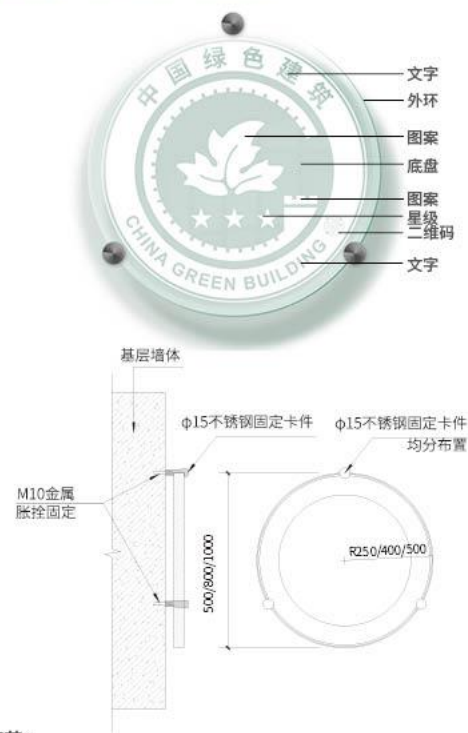 中国绿色建筑
CHINA GREEN BUILDING
文字
外环
图案
底盘
图案
星级
二维码
文字
基层墙体
φ15不锈钢固定卡件
φ15不锈钢固定卡件
均分布置
M10金属
胀拴固定
500/800/1000
R250/400/500